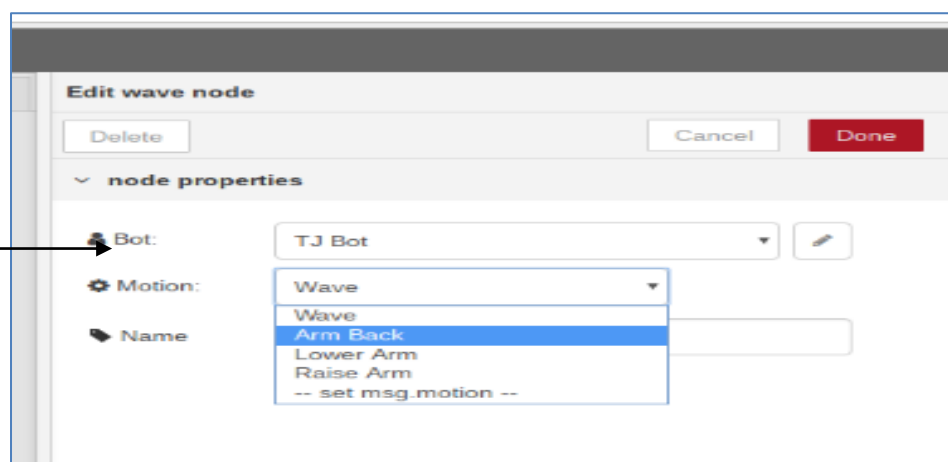 Edit wave node
Delete Cancel Done
node properties
Bot: TJ Bot
Motion: Wave
Wave
Name Arm Back
Lower Arm
Raise Arm
-- set msg.motion --